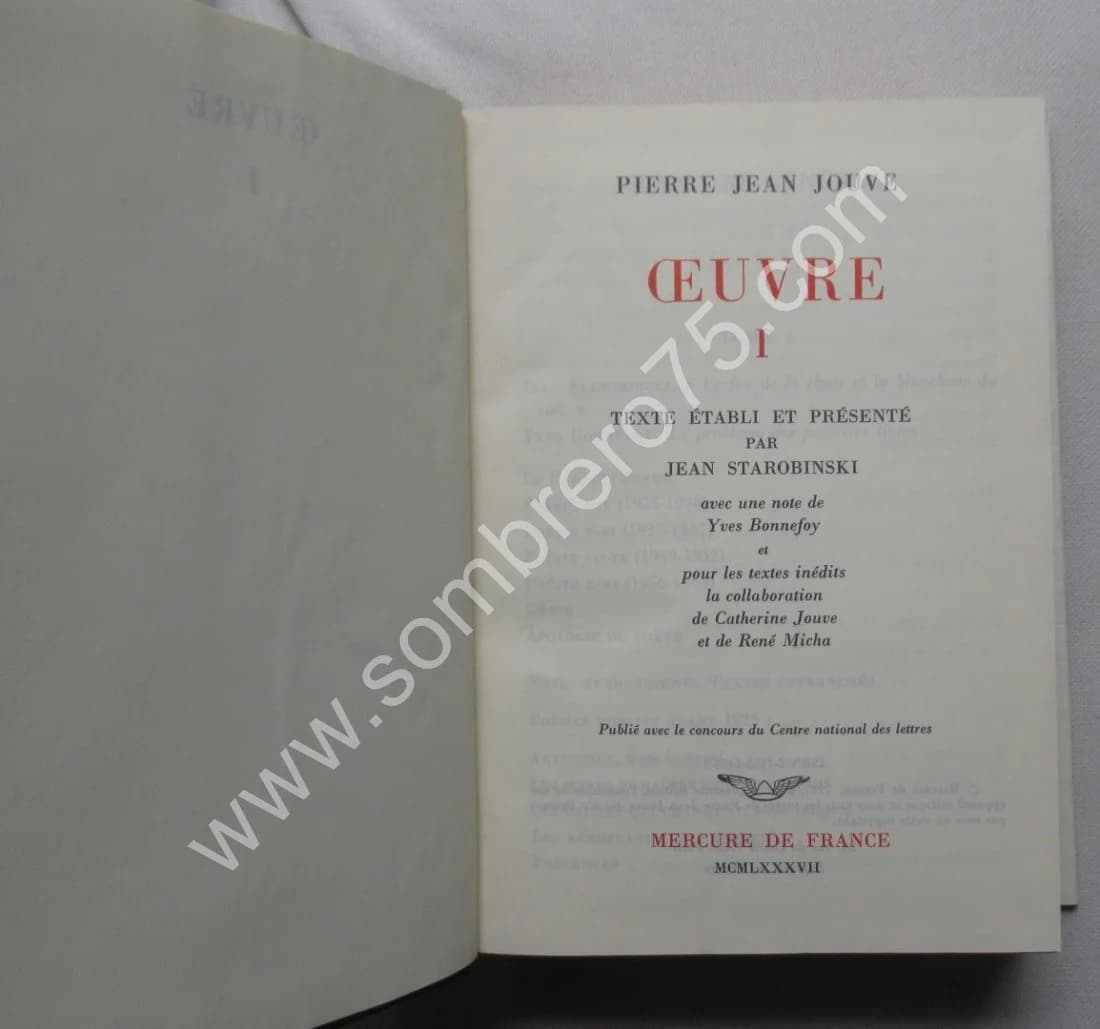 ŒUVRE
I
PIERRE JEAN JOUVE
ŒUVRE
I
TEXTE ÉTABLI ET PRÉSENTÉ
PAR
JEAN STAROBINSKI
avec une note de
Yves Bonnefoy
et
pour les textes inédits
la collaboration
de Catherine Jouve
et de René Micha
Publié avec le concours du Centre national des lettres
MERCURE DE FRANCE
MCMLXXXVII
www.sombrero75.com